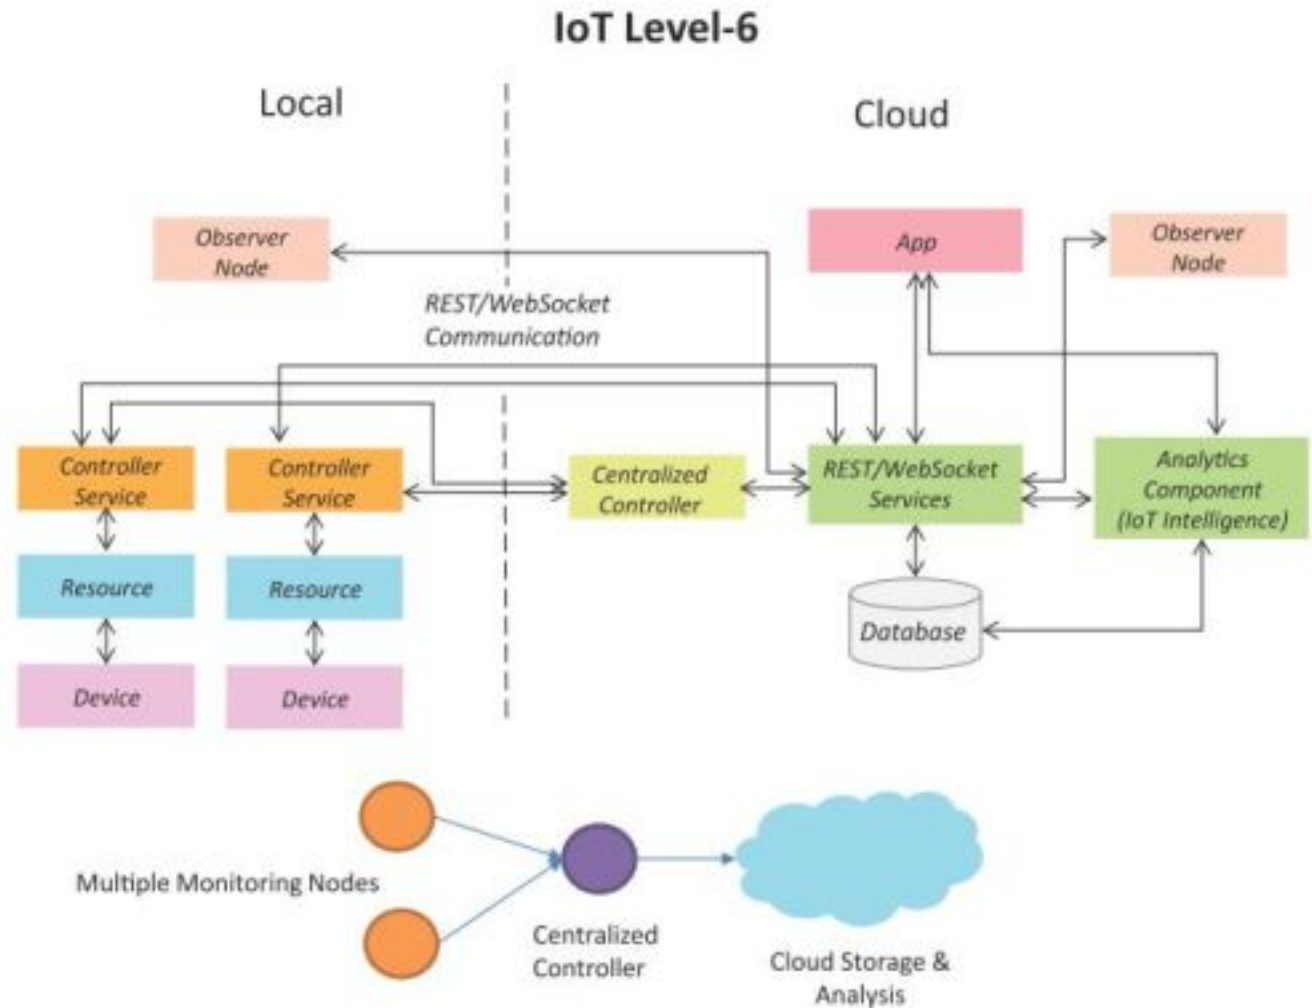 IoT Level-6
Local
Cloud
Observer
Node
App
Observer
Node
REST/WebSocket
Communication
Controller
Service
Controller
Service
Centralized
Controller
REST/WebSocket
Services
Analytics
Component
(IoT Intelligence)
Resource
Resource
Database
Device
Device
Multiple Monitoring Nodes
Centralized
Controller
Cloud Storage &
Analysis